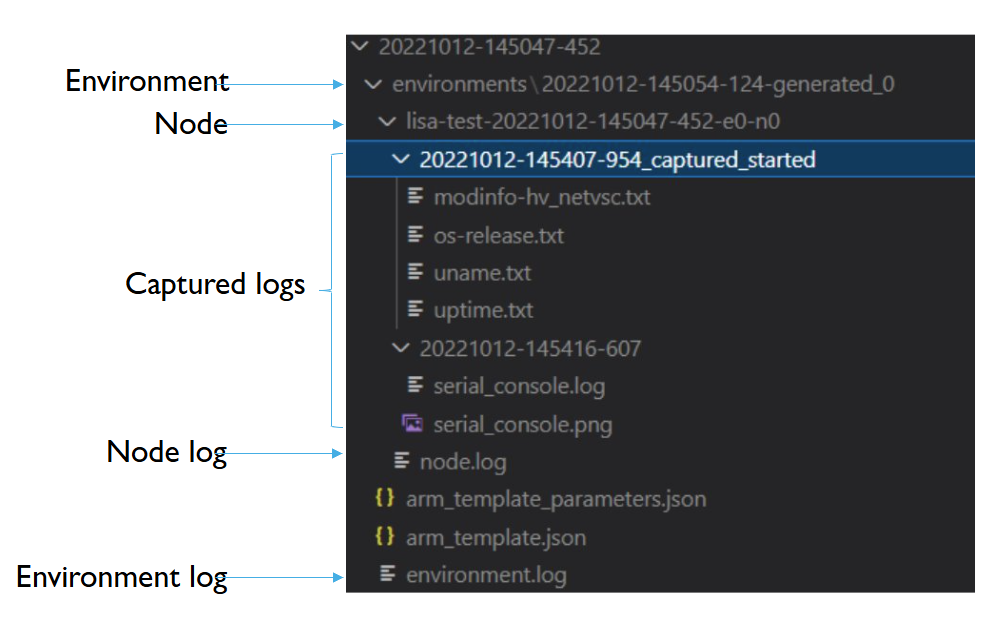 20221012-145047-452
Environment
environments\20221012-145054-124-generated_0
Node
lisa-test-20221012-145047-452-e0-n0
20221012-145407-954_captured_started
modinfo-hv_netvsc.txt
os-release.txt
uname.txt
Captured logs
uptime.txt
20221012-145416-607
serial_console.log
serial_console.png
Node log
node.log
{} arm_template_parameters.json
{} arm_template.json
Environment log
environment.log